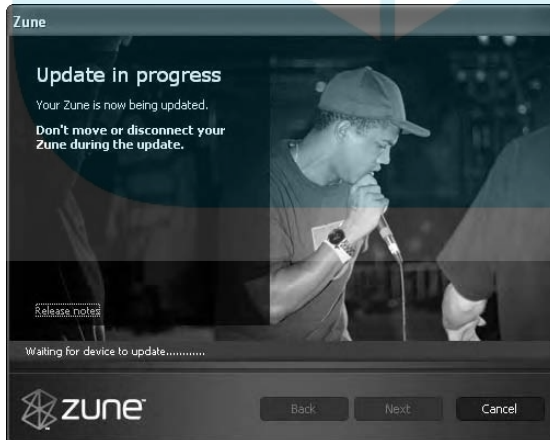 Zune
Update in progress
Your Zune is now being updated.
Don't move or disconnect your
Zune during the update.
Release notes
Waiting for device to update............
zune™
Back
Next
Cancel